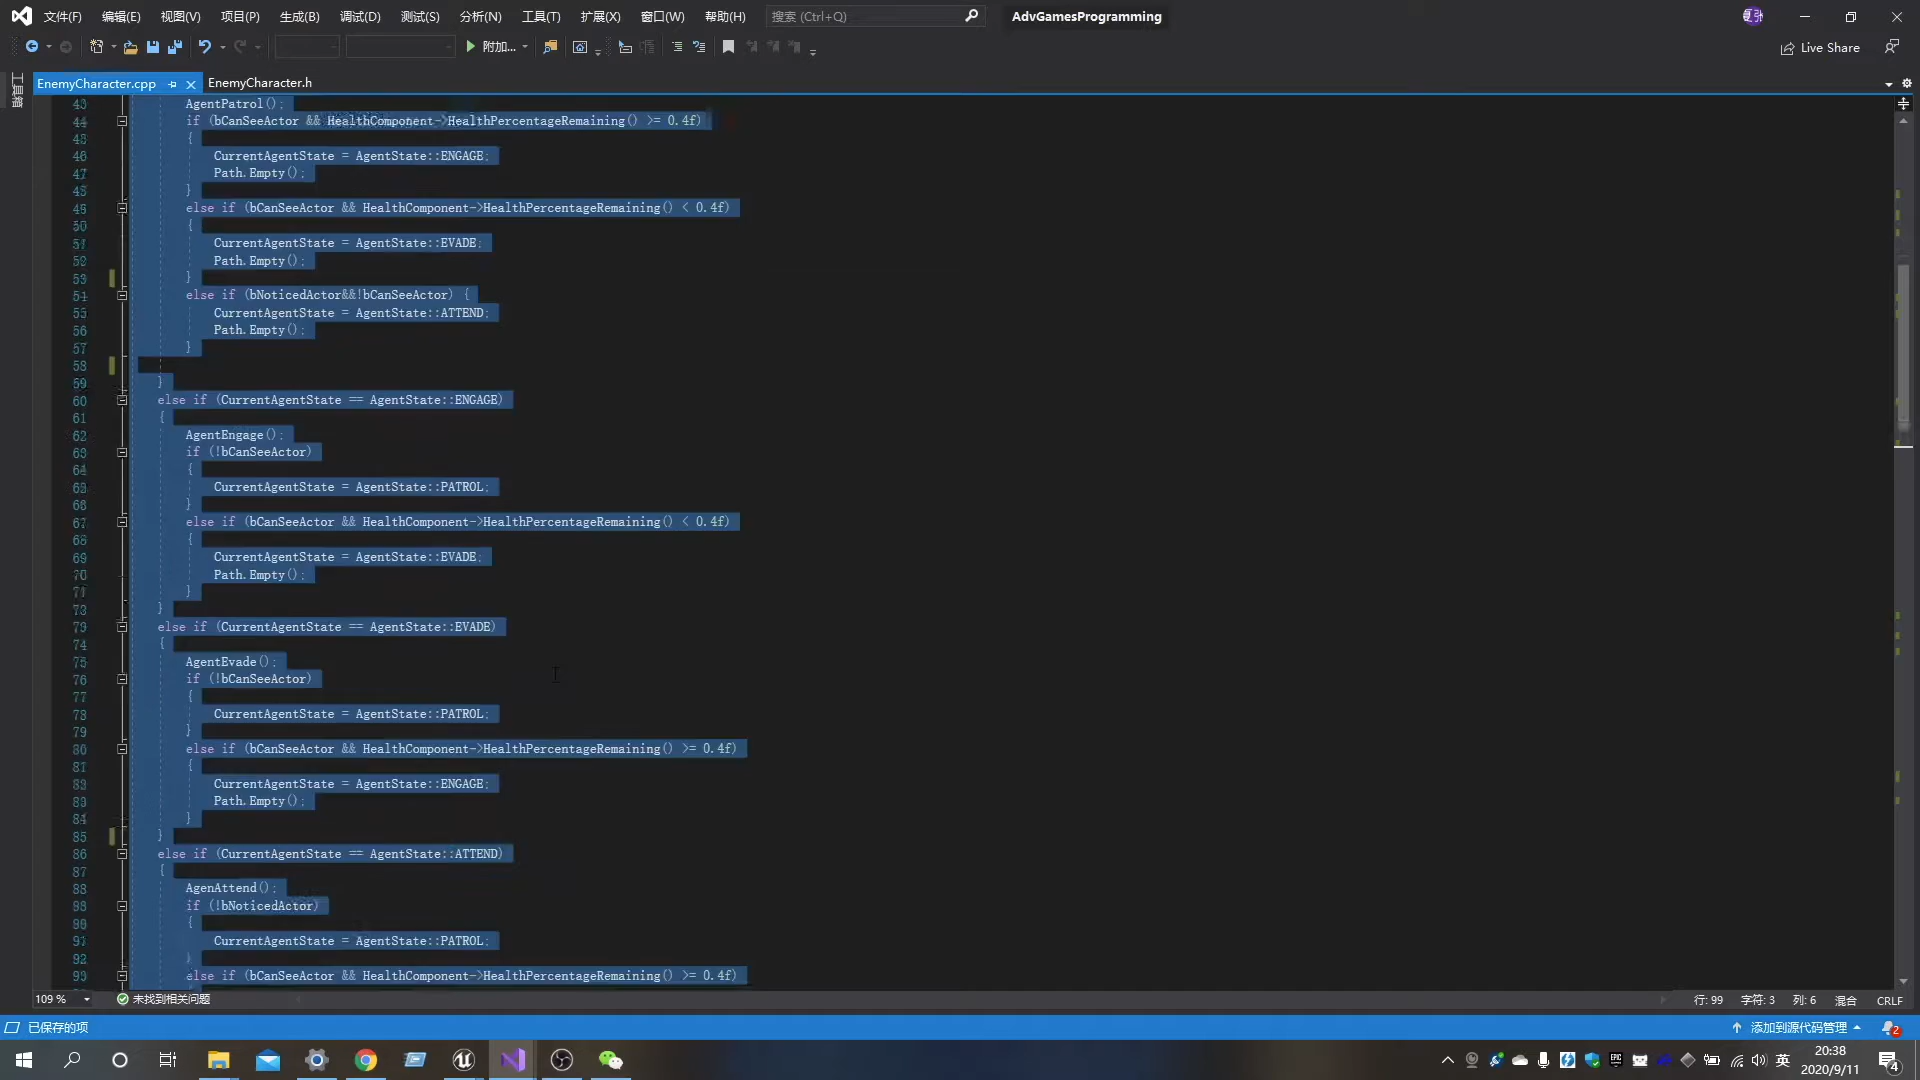 文件(F) 编辑(E) 视图(V) 项目(P) 生成(B) 调试(D) 测试(S) 分析(N) 工具(T) 扩展(X) 窗口(W) 帮助(H) 搜索 (Ctrl+Q) AdvGamesProgramming
附加... Live Share
工具箱
EnemyCharacter.cpp EnemyCharacter.h
43 AgentPatrol();
44 if (bCanSeeActor && HealthComponent->HealthPercentageRemaining() >= 0.4f)
45 {
46 CurrentAgentState = AgentState::ENGAGE;
47 Path.Empty();
48 }
49 else if (bCanSeeActor && HealthComponent->HealthPercentageRemaining() < 0.4f)
50 {
51 CurrentAgentState = AgentState::EVADE;
52 Path.Empty();
53 }
54 else if (bNoticedActor&&!bCanSeeActor) {
55 CurrentAgentState = AgentState::ATTEND;
56 Path.Empty();
57 }
58
59 }
60 else if (CurrentAgentState == AgentState::ENGAGE)
61 {
62 AgentEngage();
63 if (!bCanSeeActor)
64 {
65 CurrentAgentState = AgentState::PATROL;
66 }
67 else if (bCanSeeActor && HealthComponent->HealthPercentageRemaining() < 0.4f)
68 {
69 CurrentAgentState = AgentState::EVADE;
70 Path.Empty();
71 }
72 }
73 else if (CurrentAgentState == AgentState::EVADE)
74 {
75 AgentEvade();
76 if (!bCanSeeActor)
77 {
78 CurrentAgentState = AgentState::PATROL;
79 }
80 else if (bCanSeeActor && HealthComponent->HealthPercentageRemaining() >= 0.4f)
81 {
82 CurrentAgentState = AgentState::ENGAGE;
83 Path.Empty();
84 }
85 }
86 else if (CurrentAgentState == AgentState::ATTEND)
87 {
88 AgenAttend();
89 if (!bNoticedActor)
90 {
91 CurrentAgentState = AgentState::PATROL;
92 }
93 else if (bCanSeeActor && HealthComponent->HealthPercentageRemaining() >= 0.4f)
109 % 未找到相关问题 行: 99 字符: 3 列: 6 混合 CRLF
已保存的项 添加到源代码管理 2
英 20:38
2020/9/11 4